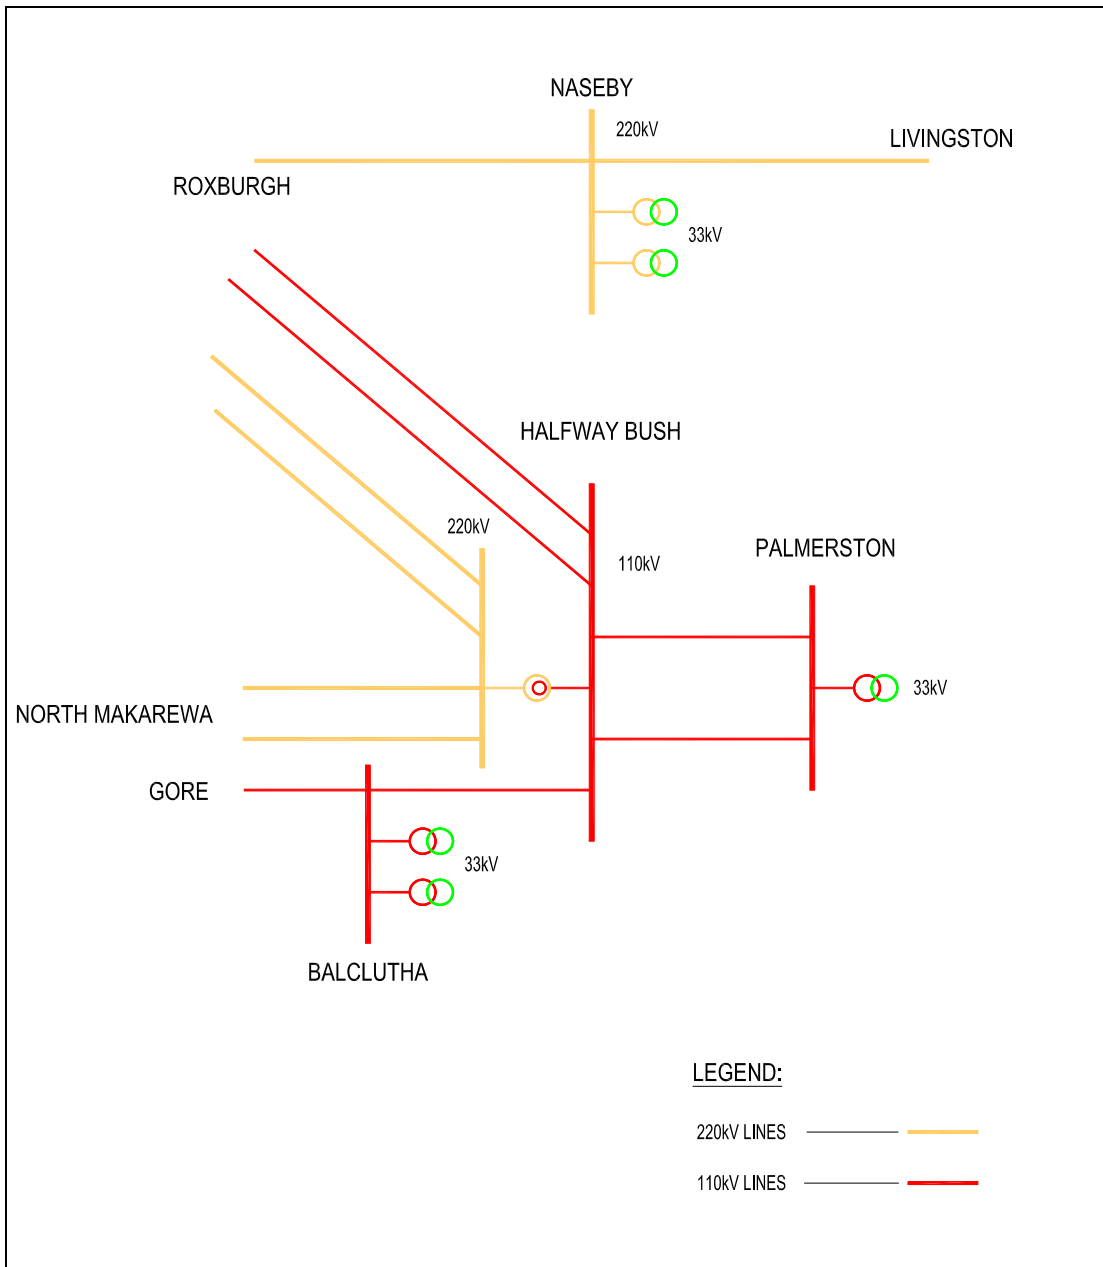 NASEBY
220kV
LIVINGSTON
ROXBURGH
33kV
HALFWAY BUSH
220kV
PALMERSTON
110kV
33kV
NORTH MAKAREWA
GORE
33kV
BALCLUTHA
LEGEND:
220kV LINES
110kV LINES